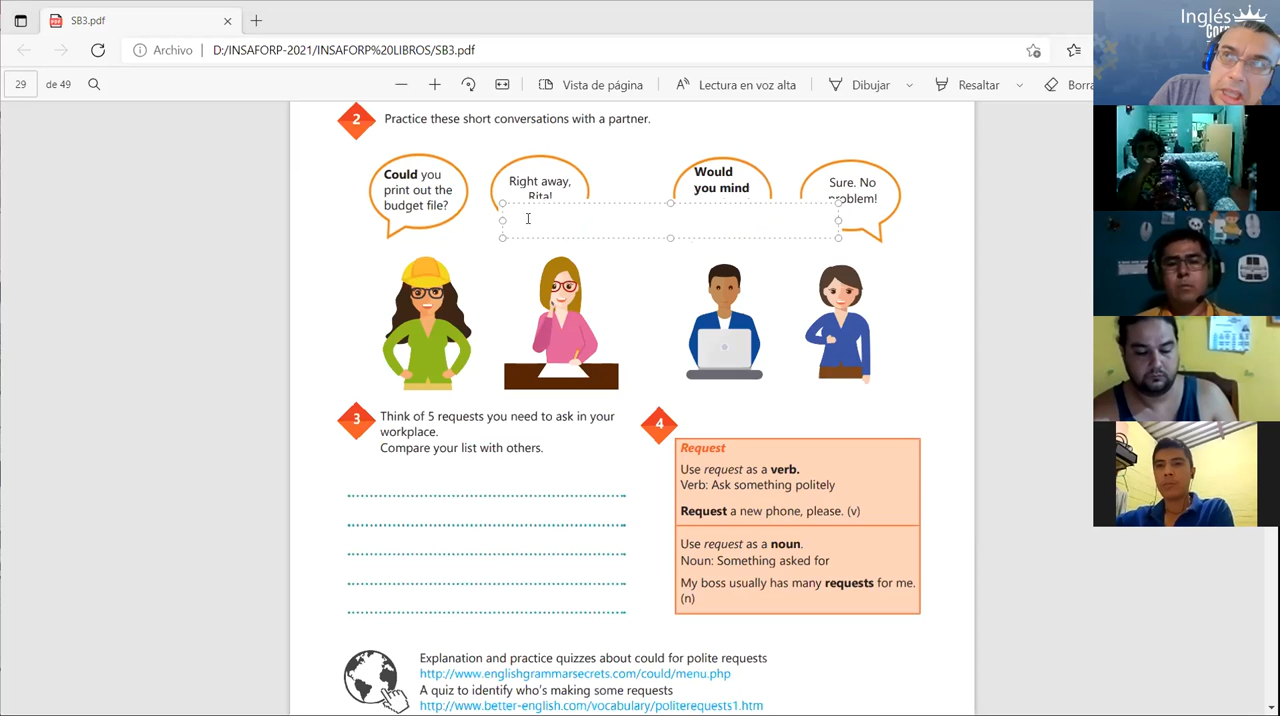 SB3.pdf
Archivo
D:/INSAFORP-2021/INSAFORP%20LIBROS/SB3.pdf
29
de 49
Vista de página
Lectura en voz alta
Dibujar
Resaltar
Borra
Inglés
2
Practice these short conversations with a partner.
Could you
print out the
budget file?
Right away,
Rita!
Would
you mind
Sure. No
problem!
3
Think of 5 requests you need to ask in your
workplace.
Compare your list with others.
4
Request
Use request as a verb.
Verb: Ask something politely
Request a new phone, please. (v)
Use request as a noun.
Noun: Something asked for
My boss usually has many requests for me.
(n)
Explanation and practice quizzes about could for polite requests
http://www.englishgrammarsecrets.com/could/menu.php
A quiz to identify who's making some requests
http://www.better-english.com/vocabulary/politerequests1.htm